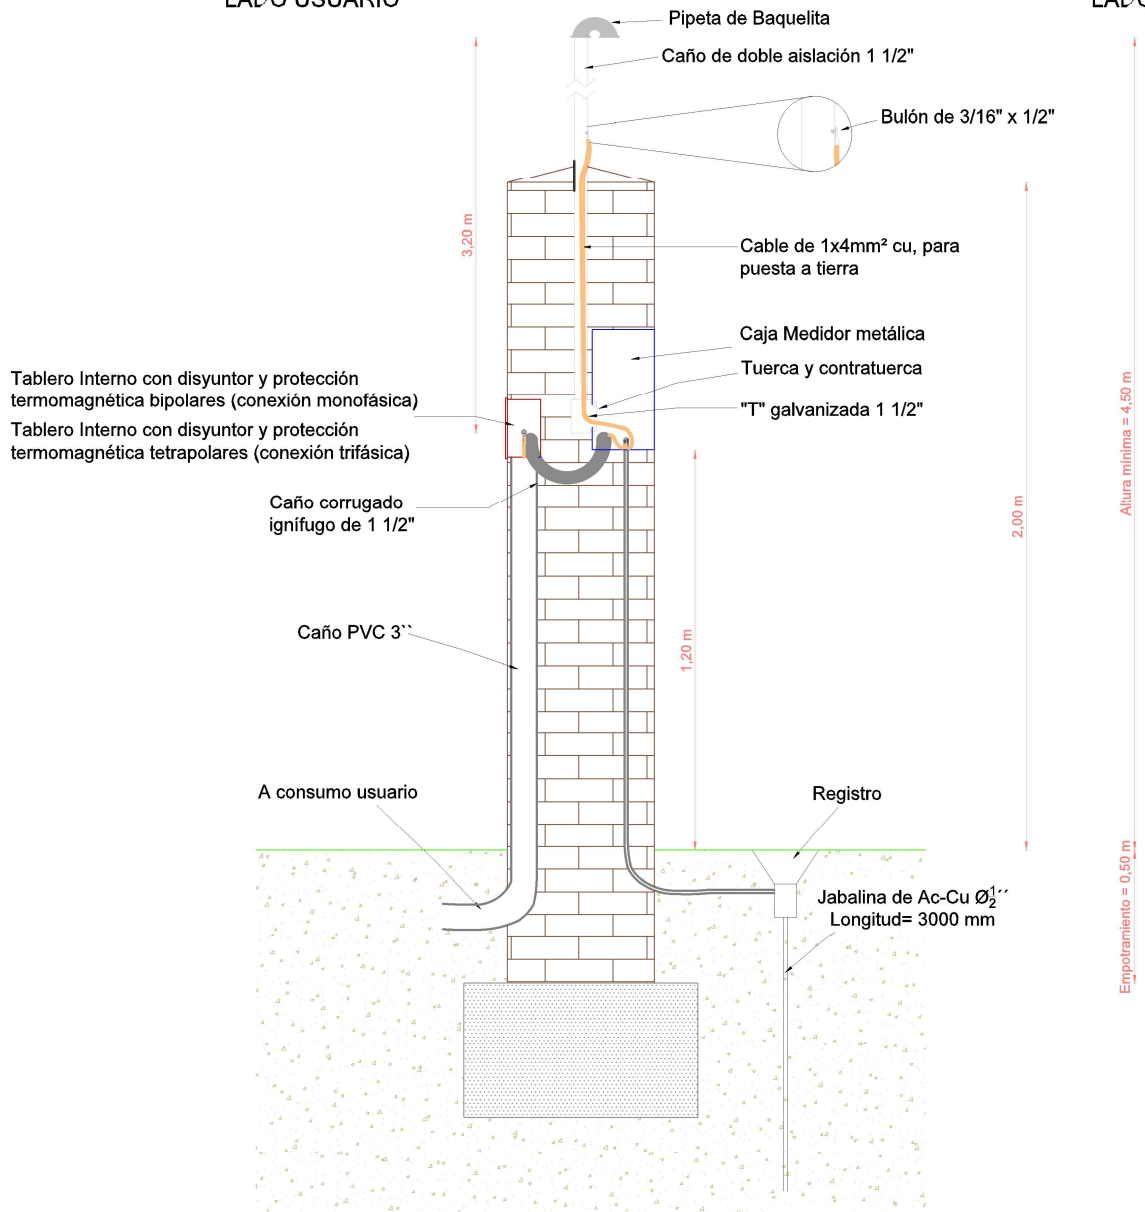 LADO USUARIO
LADO
Pipeta de Baquelita
Caño de doble aislación 1 1/2"
Bulón de 3/16" x 1/2"
3,20 m
Cable de 1x4mm² cu, para
puesta a tierra
Caja Medidor metálica
Tuerca y contratuerca
"T" galvanizada 1 1/2"
Tablero Interno con disyuntor y protección
termomagnética bipolares (conexión monofásica)
Tablero Interno con disyuntor y protección
termomagnética tetrapolares (conexión trifásica)
Caño corrugado
ignífugo de 1 1/2"
Altura mínima = 4,50 m
2,00 m
Caño PVC 3``
1,20 m
A consumo usuario
Registro
Jabalina de Ac-Cu Ø1/2´´
Longitud= 3000 mm
Empotramiento = 0,50 m